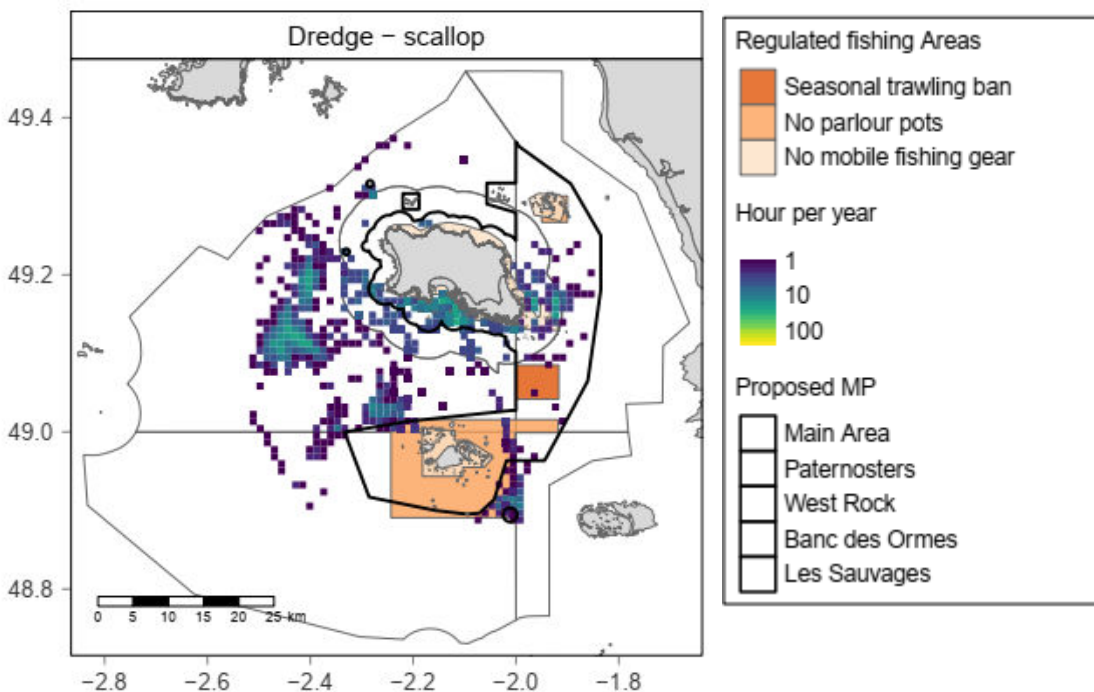 Dredge − scallop
49.4
49.2
49.0
48.8
0 5 10 15 20 25 km
−2.8 −2.6 −2.4 −2.2 −2.0 −1.8
Regulated fishing Areas
Seasonal trawling ban
No parlour pots
No mobile fishing gear
Hour per year
1
10
100
Proposed MP
Main Area
Paternosters
West Rock
Banc des Ormes
Les Sauvages